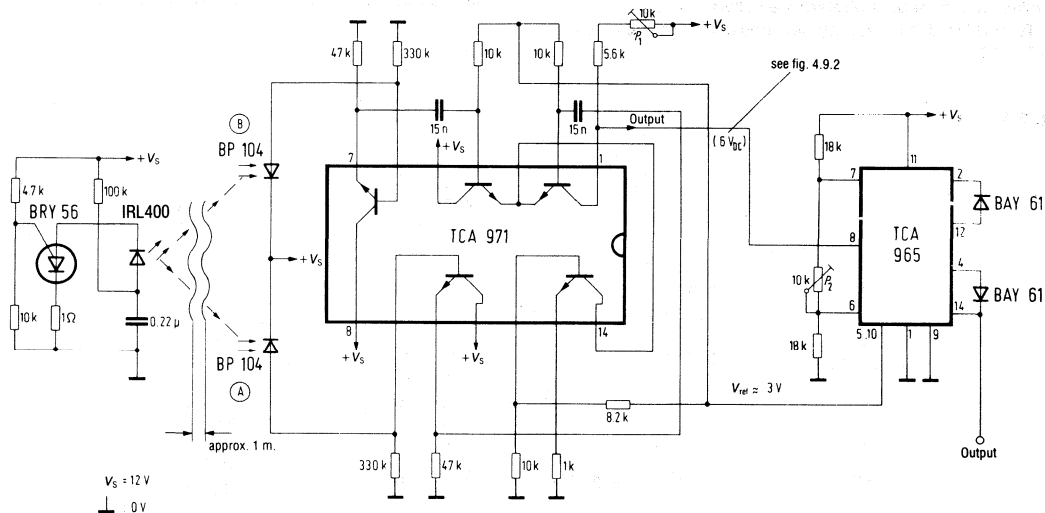 10k
P1
+VS
47k
330k
10k
10k
5.6k
see fig. 4.9.2
B
BP 104
15n
+VS
15n
Output
(6 VDC)
+VS
18k
7
1
11
4.7k
+VS
100k
BRY 56
IRL400
7
2
BAY 61
TCA 971
TCA
965
12
8
+VS
4
10k
P2
BAY 61
10k
1Ω
0.22µ
6
14
8
+VS
+VS
14
5.10
1
9
18k
BP 104
A
Vref ≈ 3V
8.2k
approx. 1 m.
Output
330k
47k
10k
1k
VS = 12V
0V